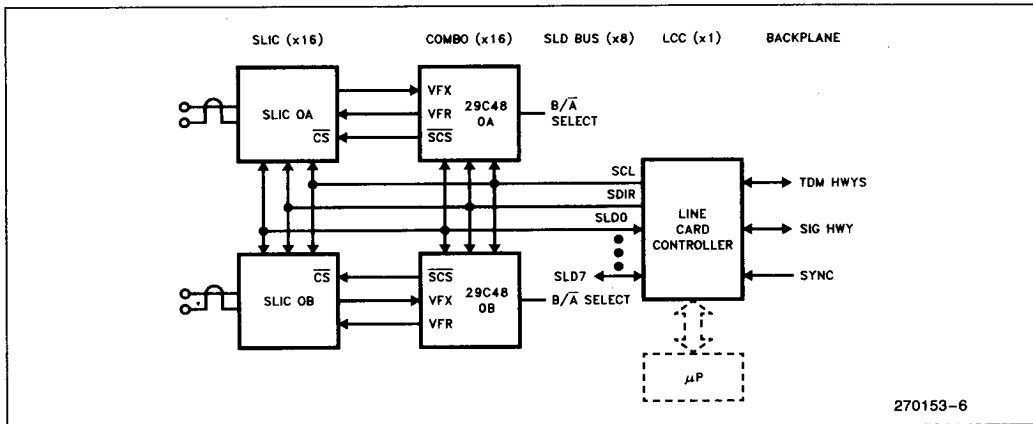 SLIC (x16) COMBO (x16) SLD BUS (x8) LCC (x1) BACKPLANE
SLIC 0A
CS
VFX
VFR
SCS
29C48
0A
B/A
SELECT
SCL
SDIR
SLD0
SLD7
LINE
CARD
CONTROLLER
TDM HWYS
SIG HWY
SYNC
SLIC 0B
CS
SCS
VFX
VFR
29C48
0B
B/A SELECT
μP
270153-6